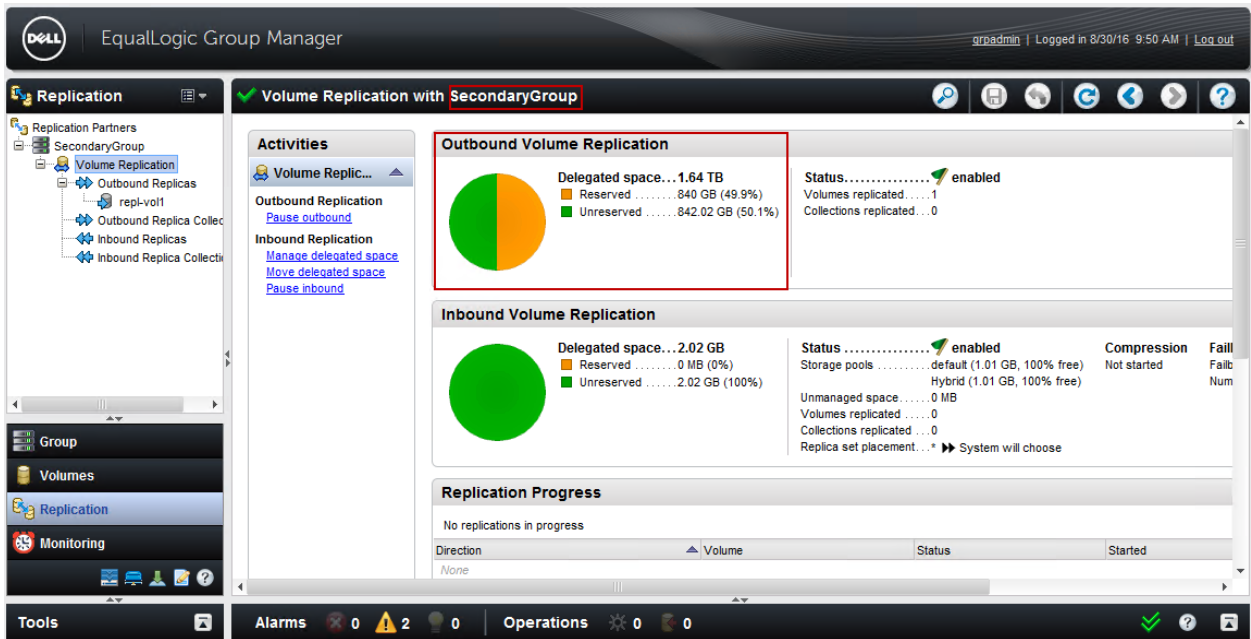 DELL
EqualLogic Group Manager
grpadmin | Logged in 8/30/16 9:50 AM | Log out
Replication
Replication Partners
SecondaryGroup
Volume Replication
Outbound Replicas
repl-vol1
Outbound Replica Collec
Inbound Replicas
Inbound Replica Collecti
Group
Volumes
Replication
Monitoring
Tools
Volume Replication with SecondaryGroup
Activities
Volume Replic...
Outbound Replication
Pause outbound
Inbound Replication
Manage delegated space
Move delegated space
Pause inbound
Outbound Volume Replication
Delegated space...1.64 TB
Reserved ........840 GB (49.9%)
Unreserved .......842.02 GB (50.1%)
Status................ enabled
Volumes replicated.....1
Collections replicated...0
Inbound Volume Replication
Delegated space...2.02 GB
Reserved ........0 MB (0%)
Unreserved ......2.02 GB (100%)
Status ................ enabled
Storage pools ..........default (1.01 GB, 100% free)
Hybrid (1.01 GB, 100% free)
Unmanaged space.....0 MB
Volumes replicated .....0
Collections replicated ...0
Replica set placement...* System will choose
Compression
Not started
Fail
Failb
Num
Replication Progress
No replications in progress
Direction Volume Status Started
None
Alarms 0 2 0 Operations 0 0